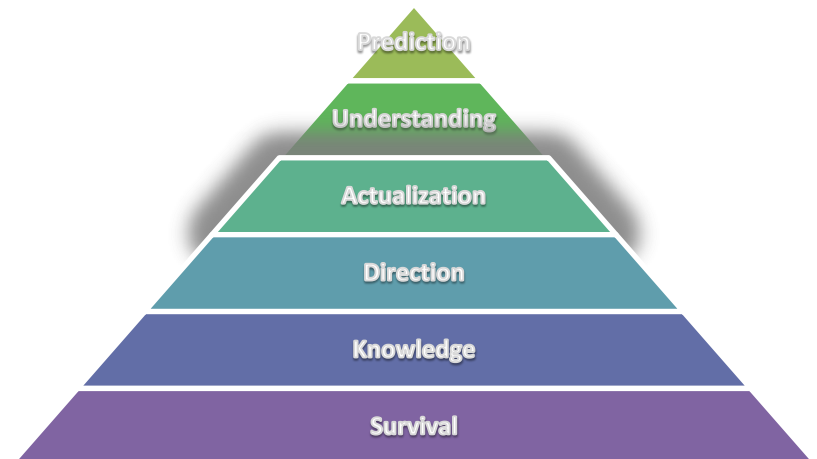 Prediction
Understanding
Actualization
Direction
Knowledge
Survival